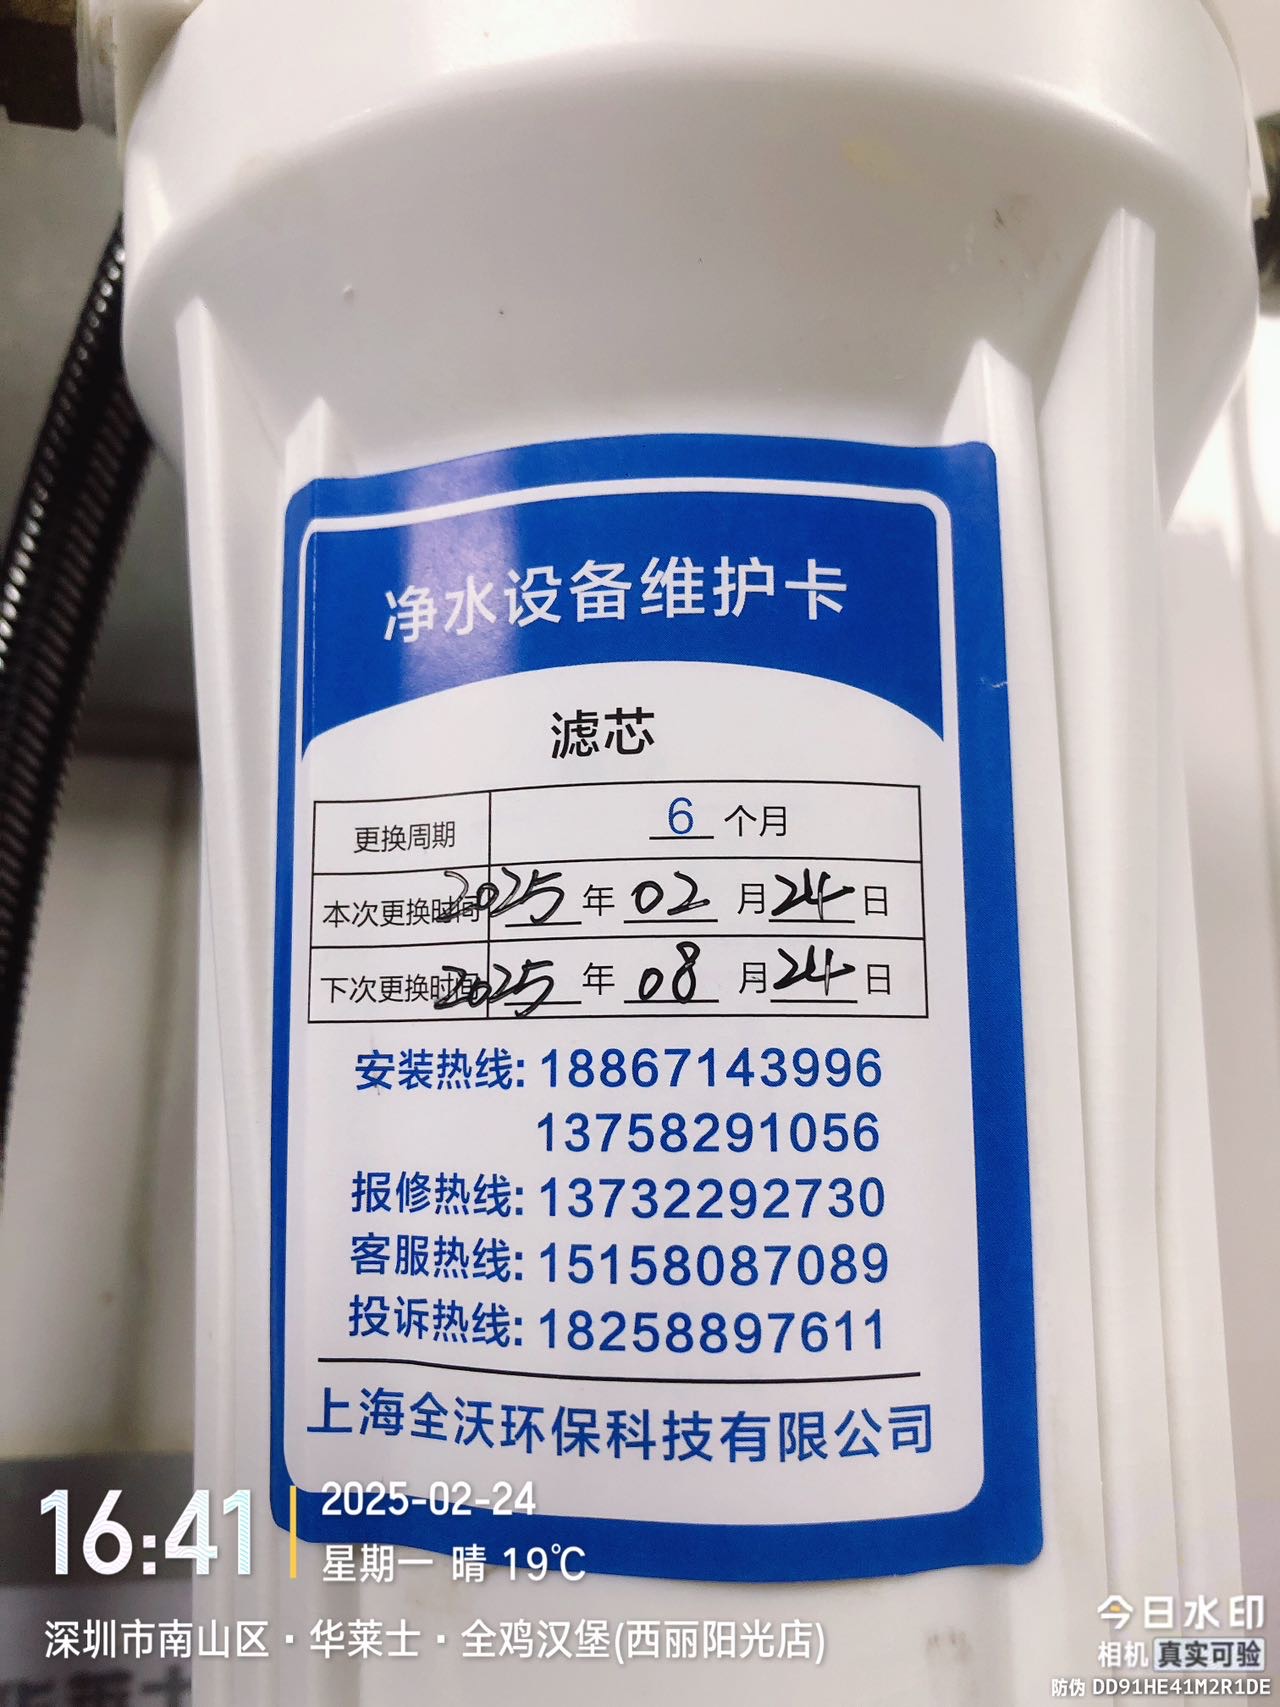 净水设备维护卡
滤芯
更换周期 6 个月
本次更换时间 2025 年 02 月 24 日
下次更换时间 2025 年 08 月 24 日
安装热线: 18867143996
13758291056
报修热线: 13732292730
客服热线: 15158087089
投诉热线: 18258897611
上海全沃环保科技有限公司
16:41
2025-02-24
星期一 晴 19℃
深圳市南山区·华莱士·全鸡汉堡(西丽阳光店)
今日水印
相机 真实可验
防伪 DD91HE41M2R1DE